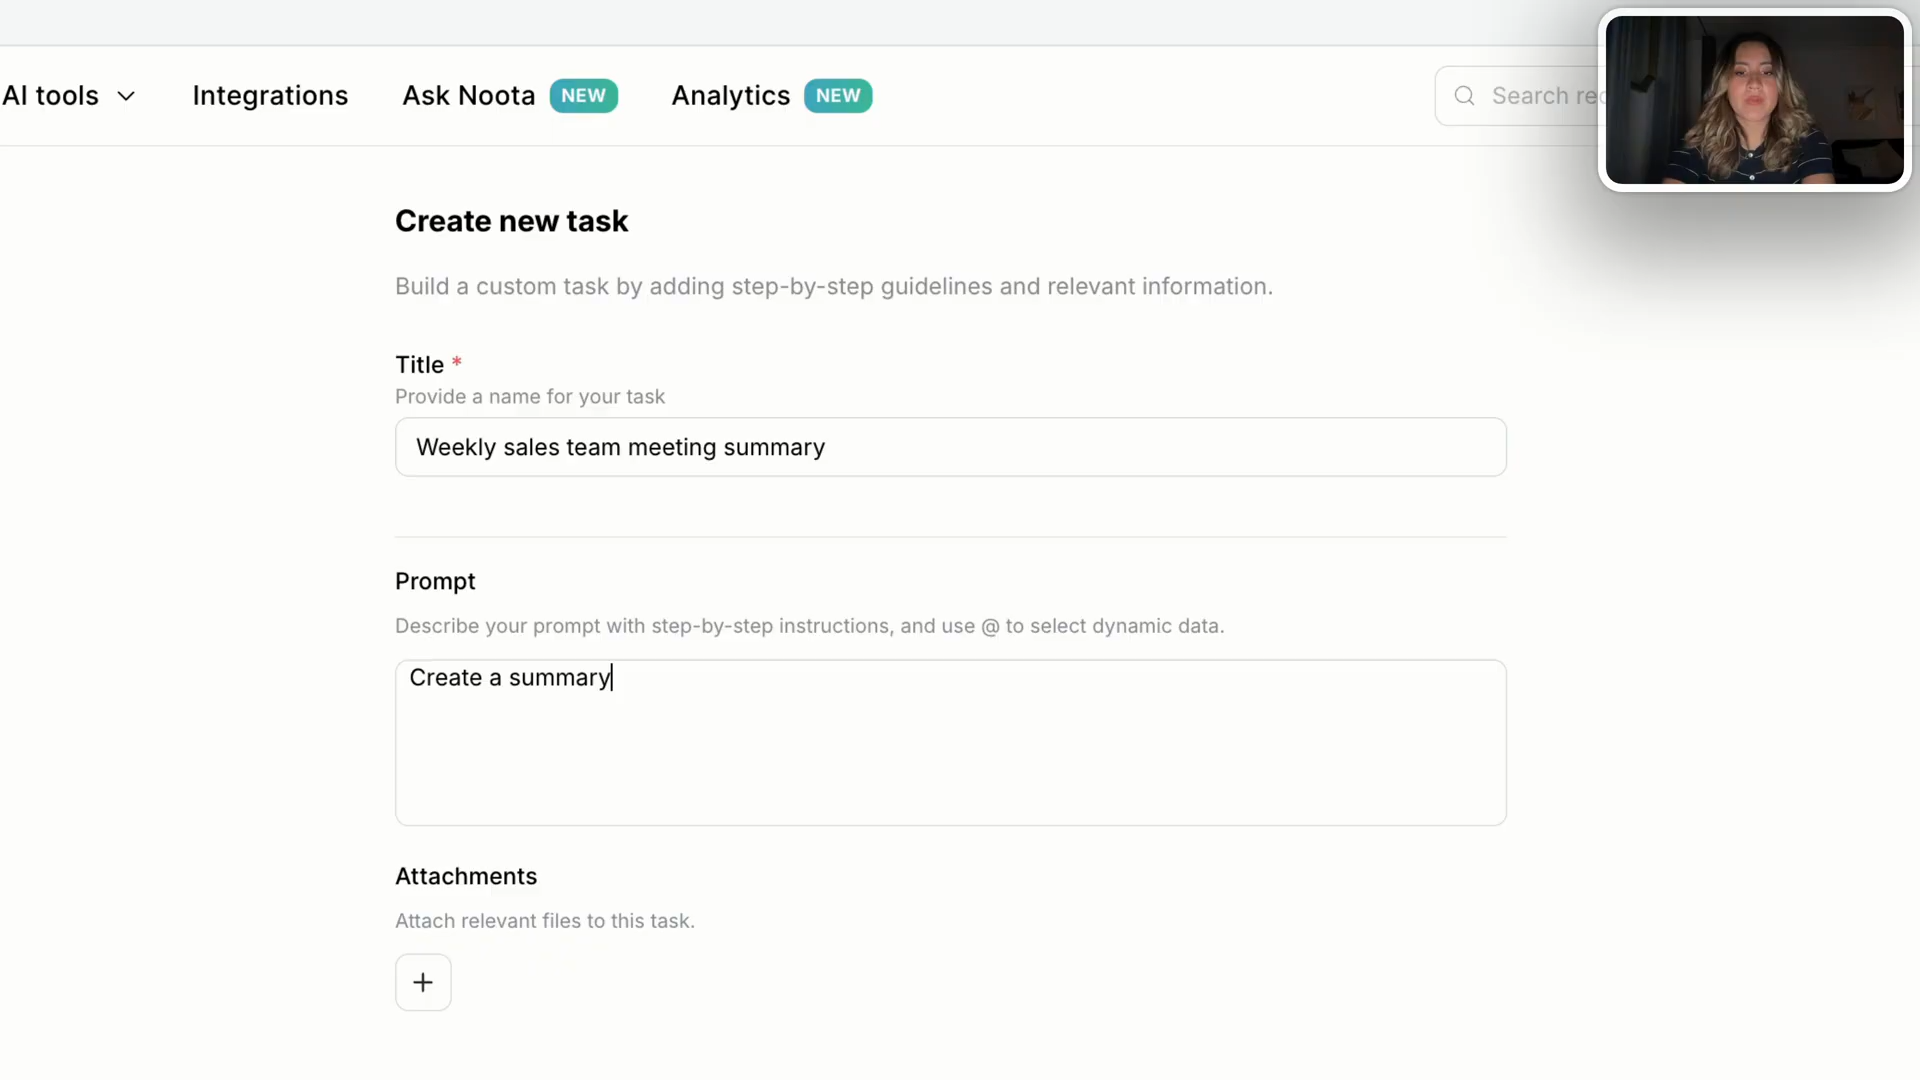 AI tools
Integrations
Ask Noota NEW
Analytics NEW
Search
Create new task
Build a custom task by adding step-by-step guidelines and relevant information.
Title *
Provide a name for your task
Weekly sales team meeting summary
Prompt
Describe your prompt with step-by-step instructions, and use @ to select dynamic data.
Create a summary
Attachments
Attach relevant files to this task.
+